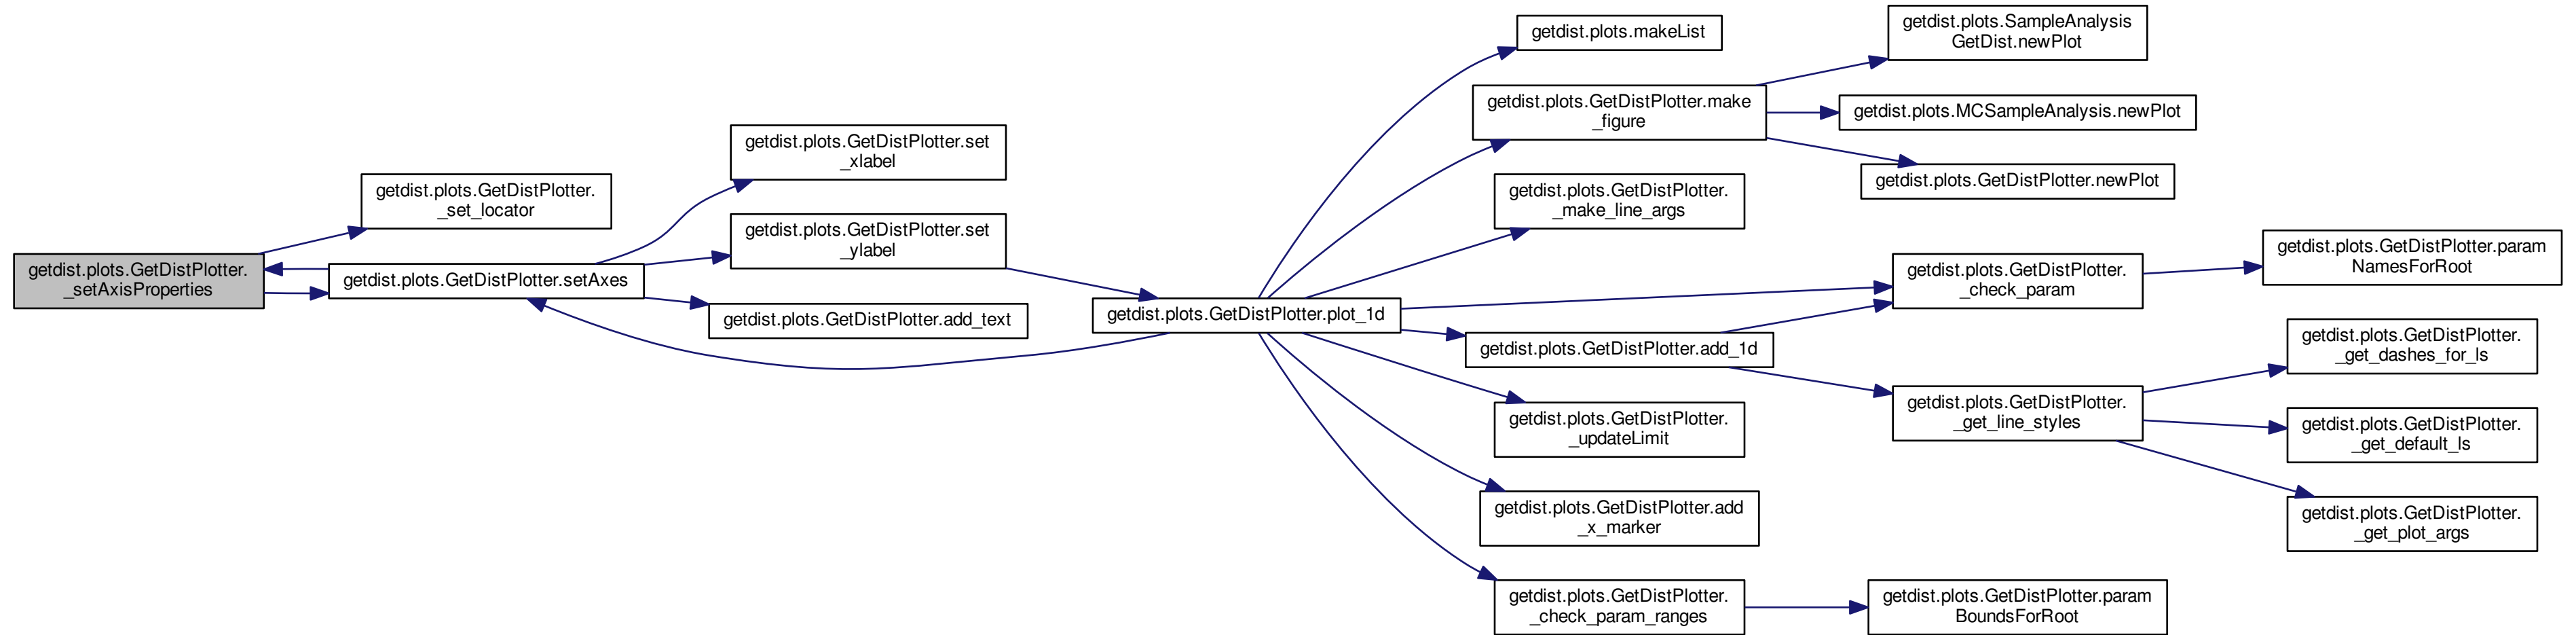 getdist.plots.GetDistPlotter.
_setAxisProperties
getdist.plots.GetDistPlotter.
_set_locator
getdist.plots.GetDistPlotter.setAxes
getdist.plots.GetDistPlotter.set
_xlabel
getdist.plots.GetDistPlotter.set
_ylabel
getdist.plots.GetDistPlotter.add_text
getdist.plots.GetDistPlotter.plot_1d
getdist.plots.makeList
getdist.plots.GetDistPlotter.make
_figure
getdist.plots.GetDistPlotter.
_make_line_args
getdist.plots.GetDistPlotter.add_1d
getdist.plots.GetDistPlotter.
_updateLimit
getdist.plots.GetDistPlotter.add
_x_marker
getdist.plots.GetDistPlotter.
_check_param_ranges
getdist.plots.SampleAnalysis
GetDist.newPlot
getdist.plots.MCSampleAnalysis.newPlot
getdist.plots.GetDistPlotter.newPlot
getdist.plots.GetDistPlotter.
_check_param
getdist.plots.GetDistPlotter.
_get_line_styles
getdist.plots.GetDistPlotter.param
BoundsForRoot
getdist.plots.GetDistPlotter.param
NamesForRoot
getdist.plots.GetDistPlotter.
_get_dashes_for_ls
getdist.plots.GetDistPlotter.
_get_default_ls
getdist.plots.GetDistPlotter.
_get_plot_args